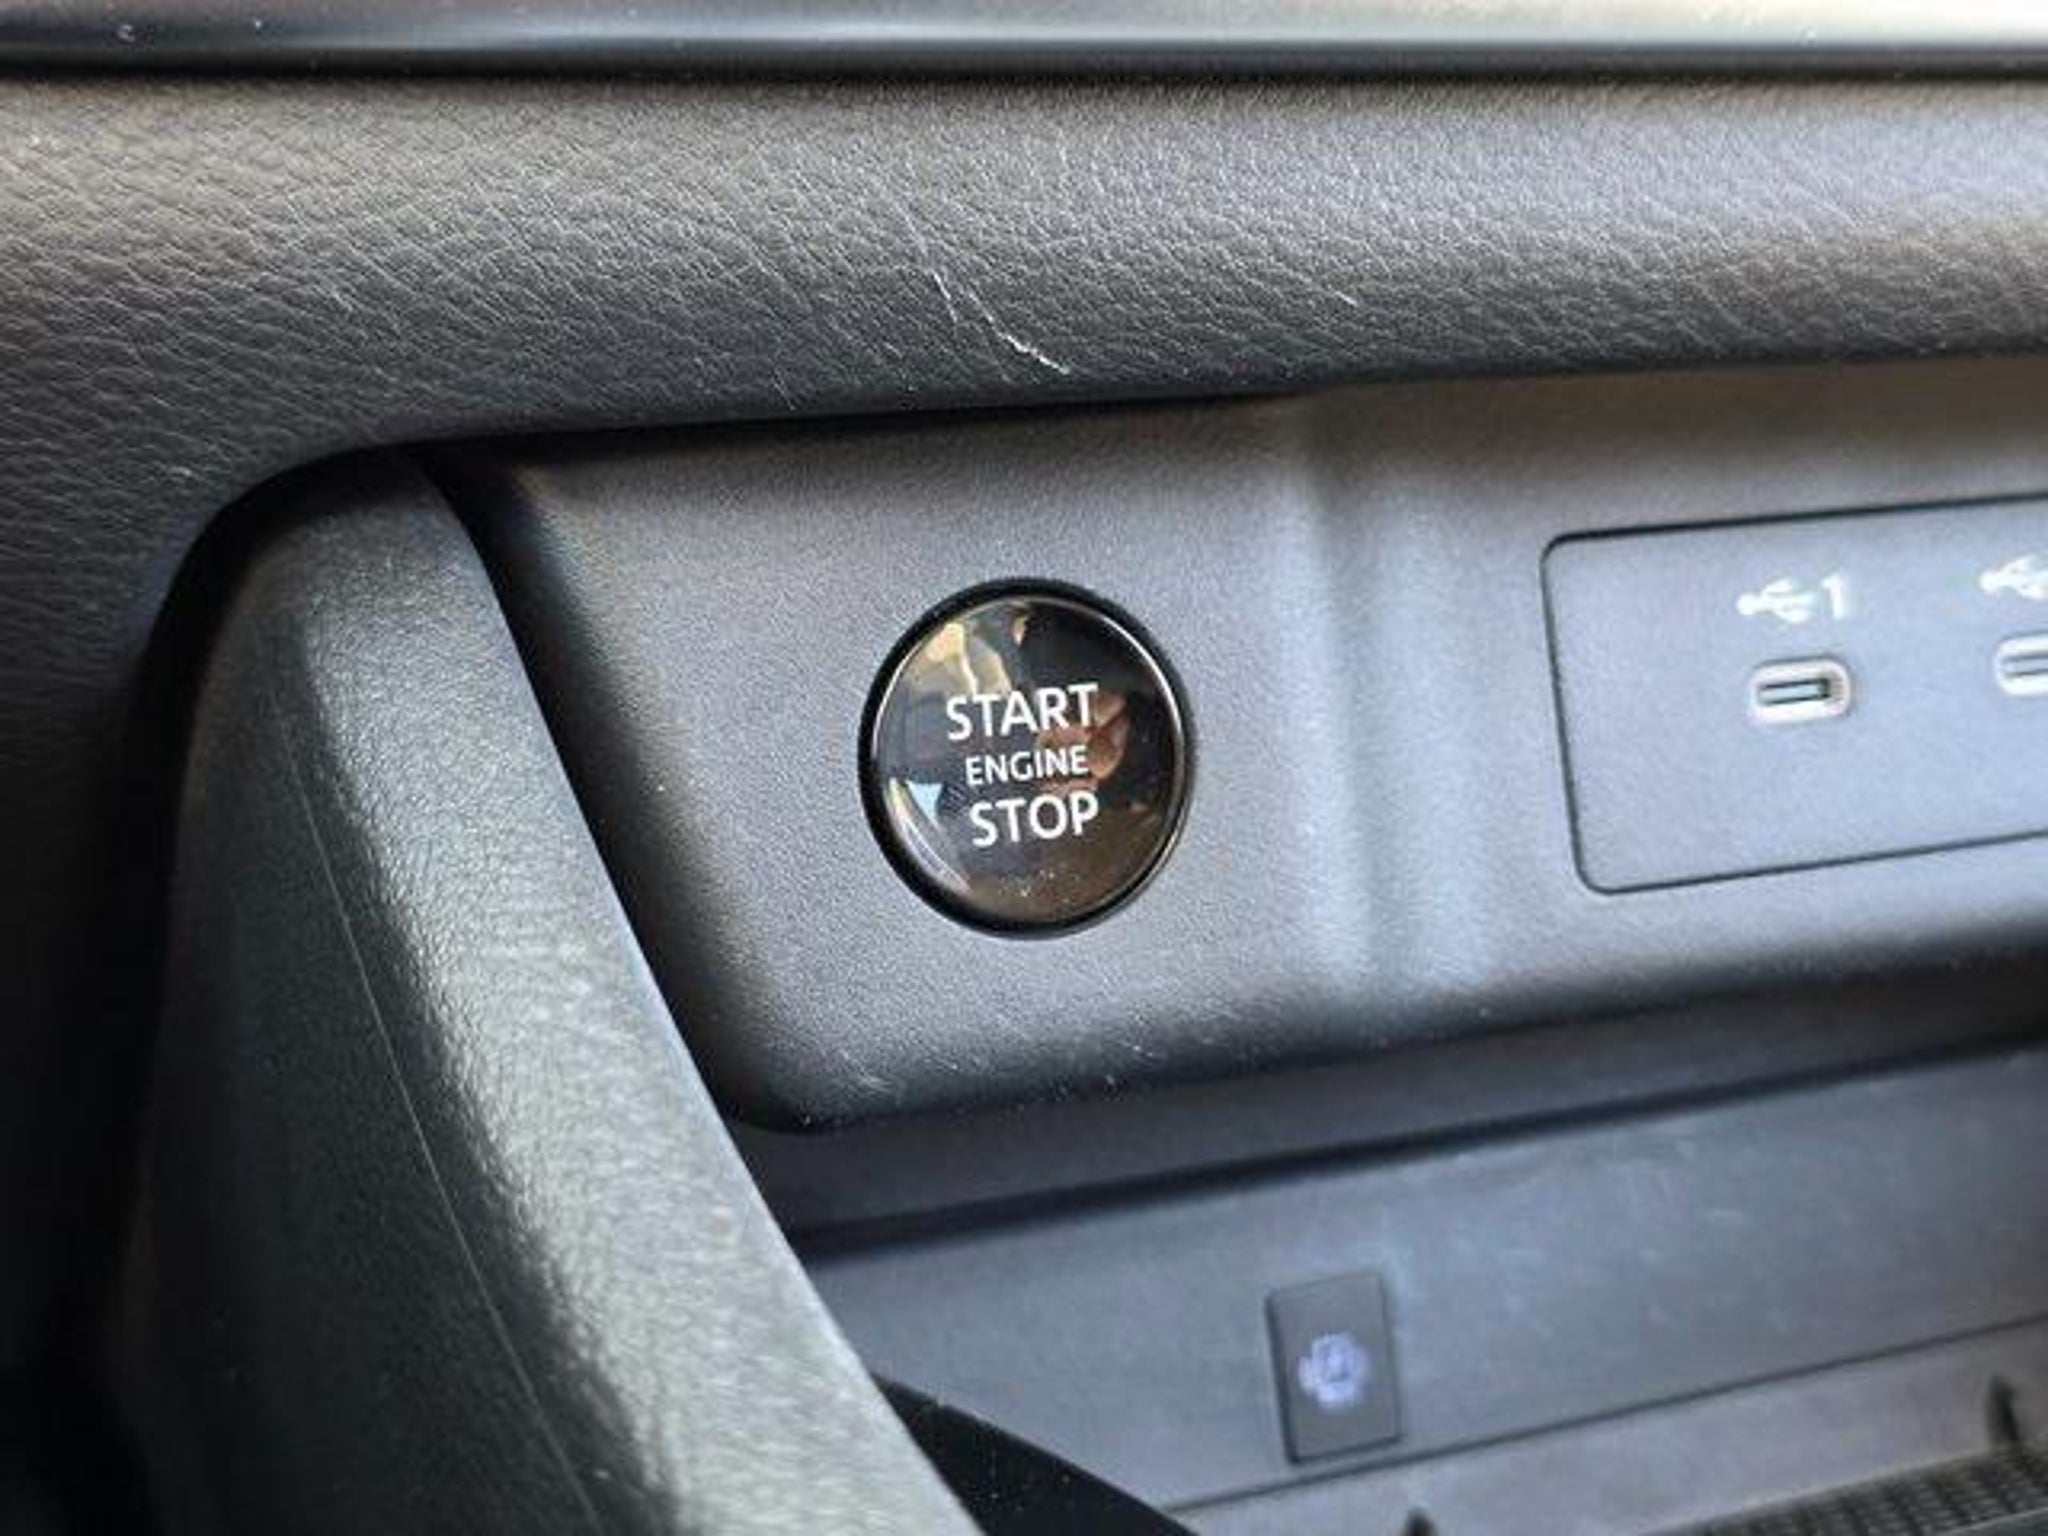 START
ENGINE
STOP
1